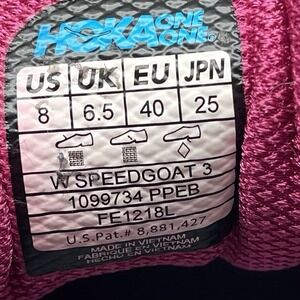 HOKA ONE ONE
US UK EU JPN
8 6.5 40 25
W SPEEDGOAT 3
1099734 PPEB
FE1218L
U.S.Pat.# 8,881,427
MADE IN VIETNAM
FABRIQUE EN VIETNAM
HECHO EN VIETNAM